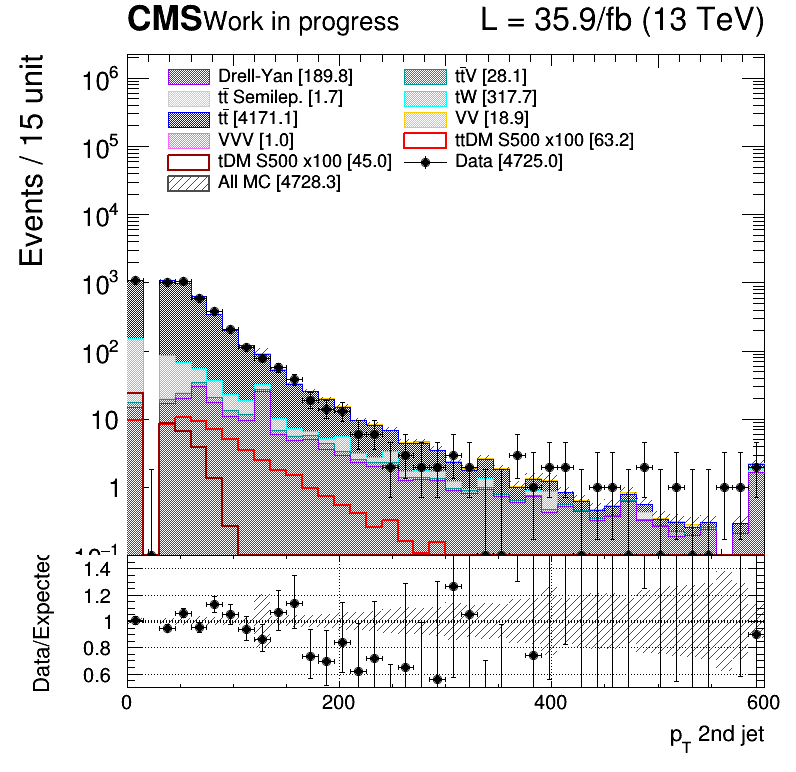 CMS Work in progress L = 35.9/fb (13 TeV)
Events / 15 unit
10⁶
10⁵
10⁴
10³
10²
10
1
10⁻¹
Drell-Yan [189.8]
tt̄V [28.1]
tt̄ Semilep. [1.7]
tW [317.7]
tt̄ [4171.1]
VV [18.9]
VVV [1.0]
ttDM S500 x100 [63.2]
tDM S500 x100 [45.0]
Data [4725.0]
All MC [4728.3]
Data/Expected
1.4
1.2
1
0.8
0.6
0 200 400 600
p_T 2nd jet